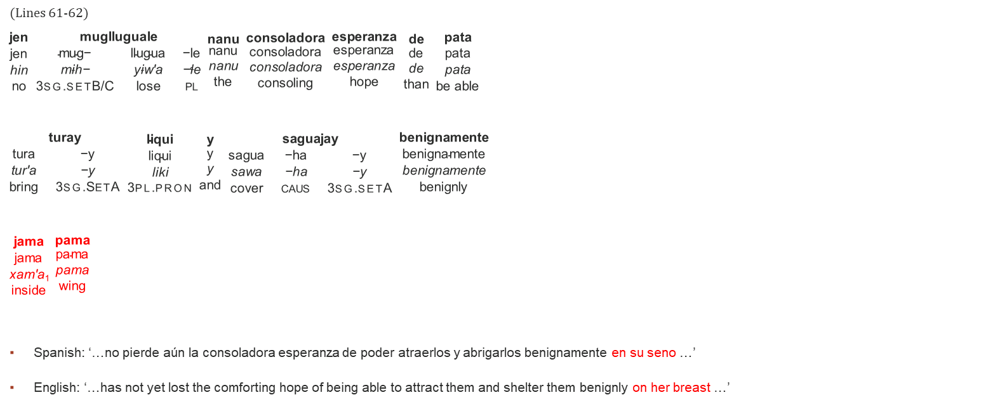 (Lines 61-62)
jen muglluguale nanu consoladora esperanza de pata
jen mug– llugua –le nanu consoladora esperanza de pata
hin mɨh– yɨw'a –ɬe nanu consoladora esperanza de pata
no 3SG.SETB/C lose PL the consoling hope than be able
turay liqui y saguajay benignamente
tura –y liqui y sagua –ha –y benignamente
tur'a –y liki y sawa –ha –y benignamente
bring 3SG.SETA 3PL.PRON and cover CAUS 3SG.SETA benignly
jama pama
jama pama
xam'a₁ pama
inside wing
▪ Spanish: ‘…no pierde aún la consoladora esperanza de poder atraerlos y abrigarlos benignamente en su seno …’
▪ English: ‘…has not yet lost the comforting hope of being able to attract them and shelter them benignly on her breast …’